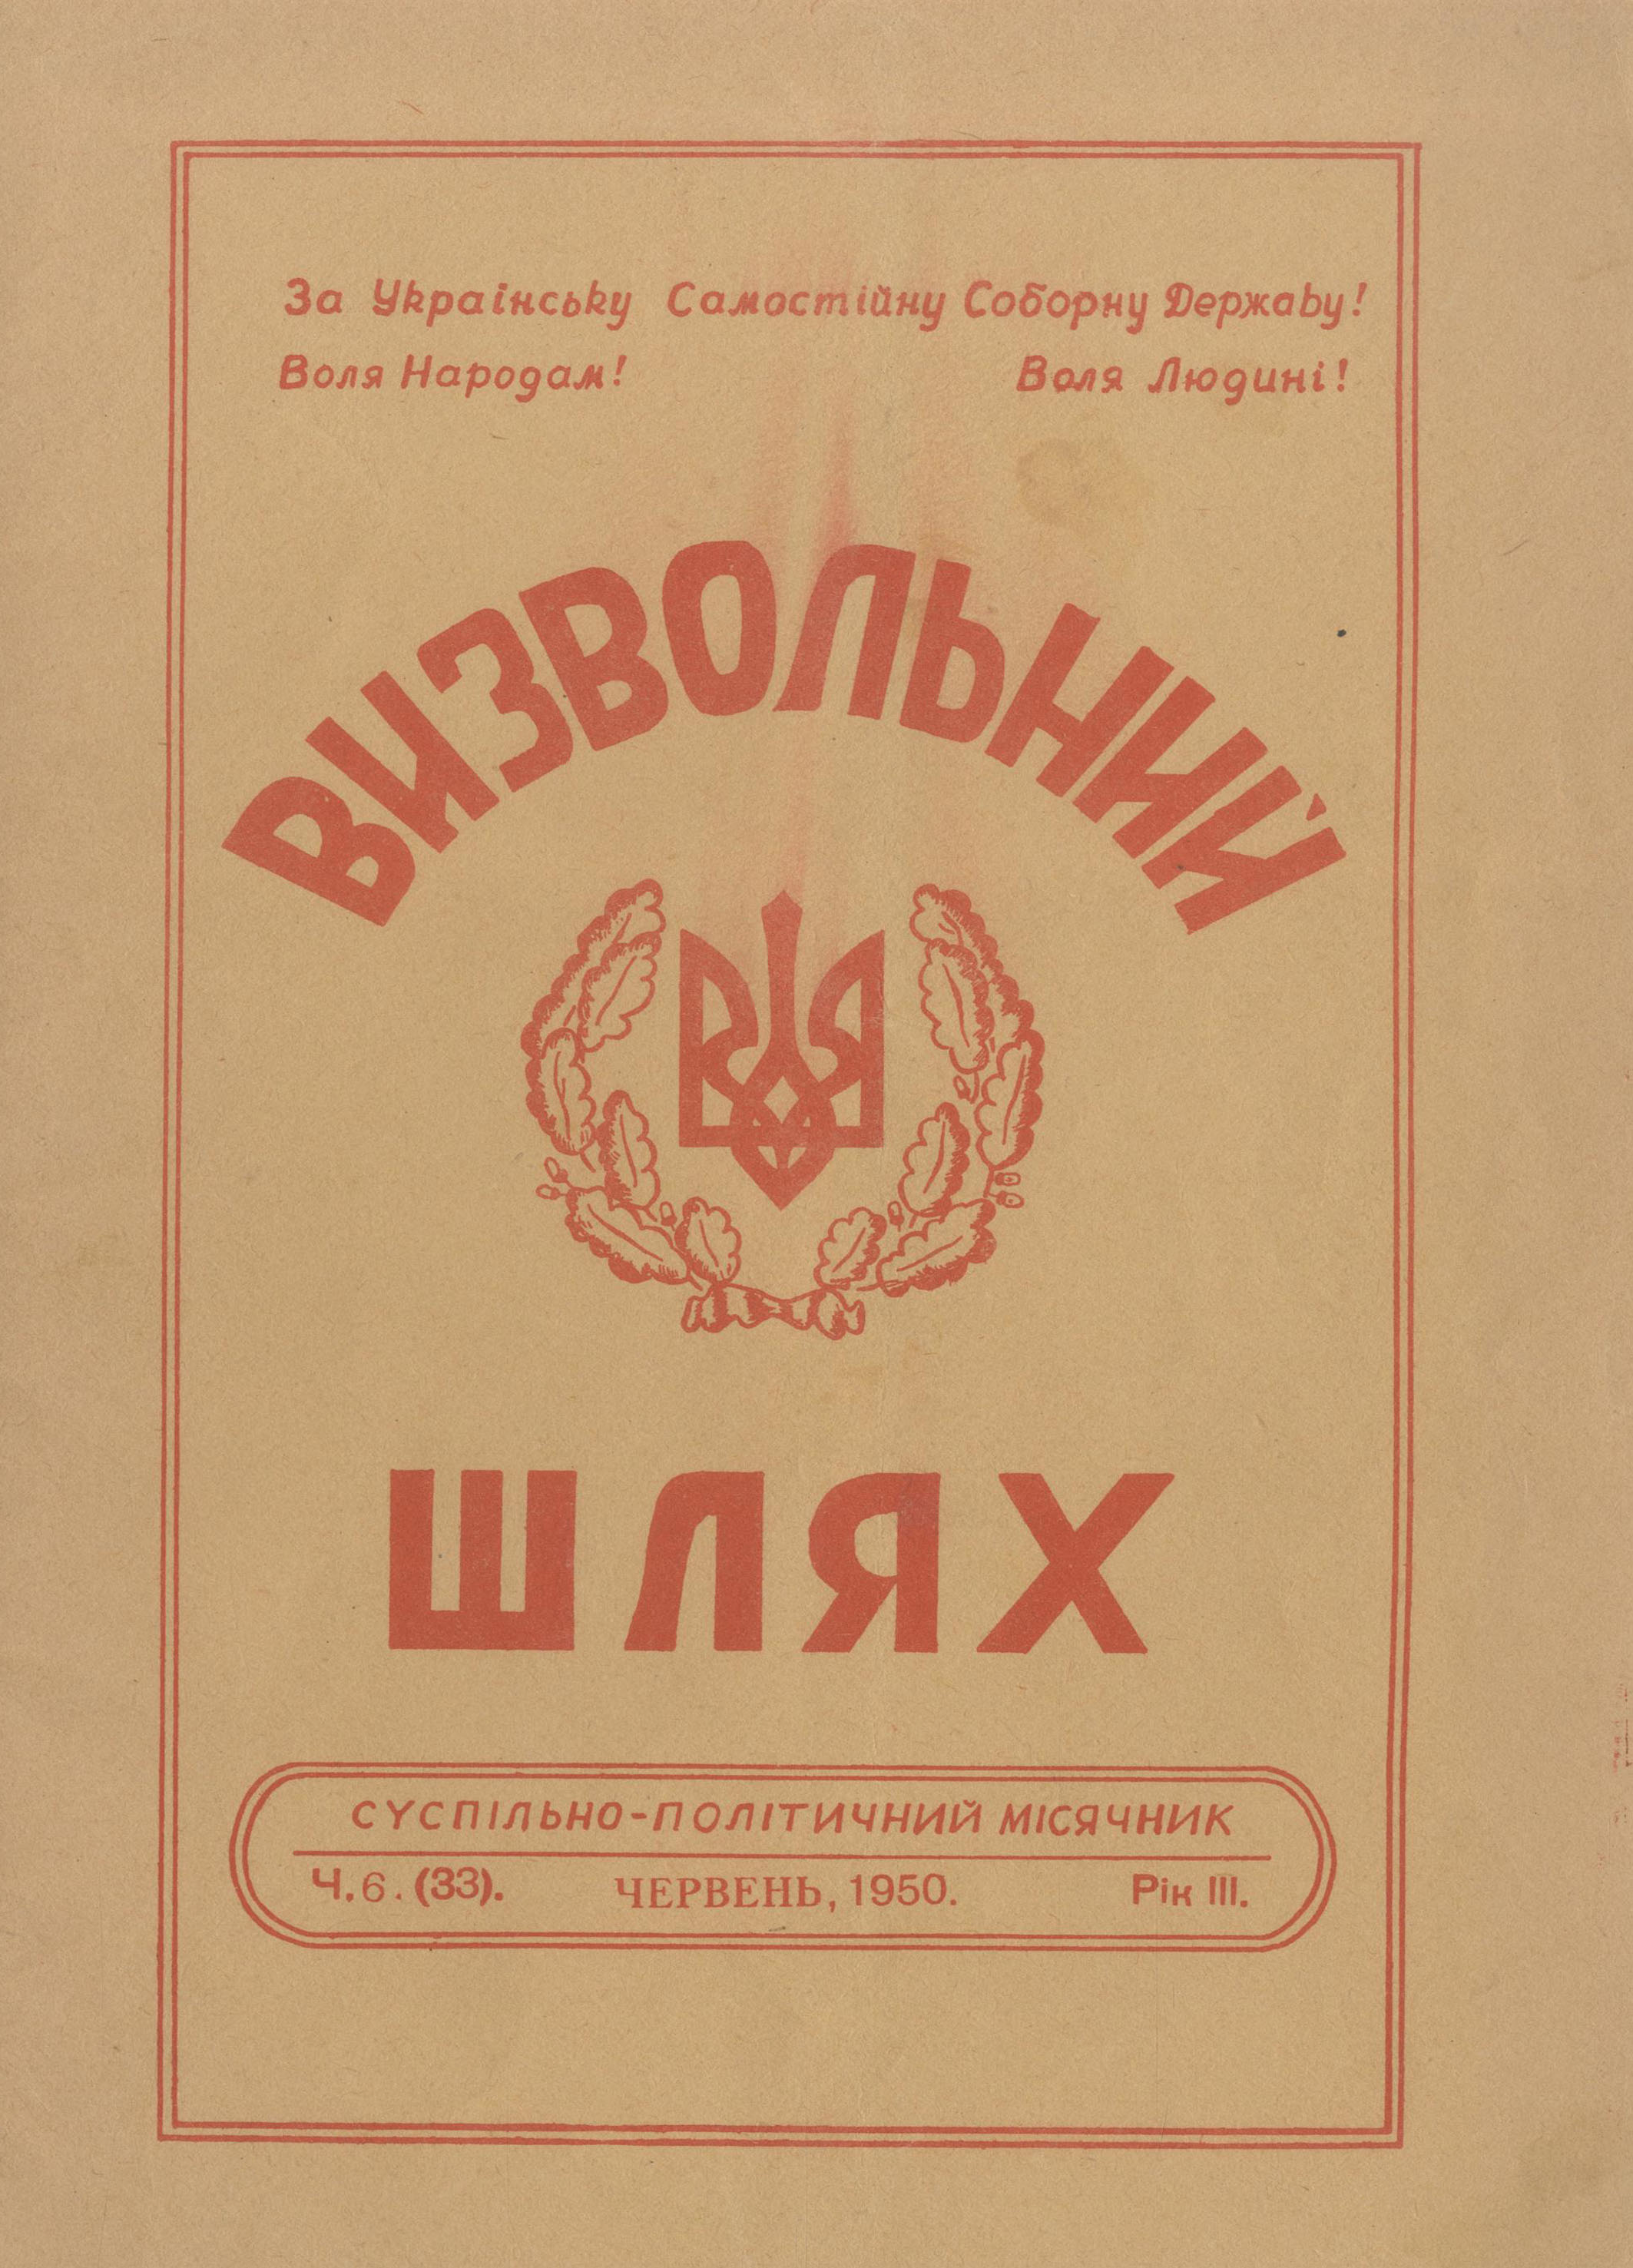 За Українську Самостійну Соборну Державу!
Воля Народам! Воля Людині!
ВИЗВОЛЬНИЙ
ШЛЯХ
СУСПІЛЬНО-ПОЛІТИЧНИЙ МІСЯЧНИК
Ч.6. (33). ЧЕРВЕНЬ, 1950. Рік III.